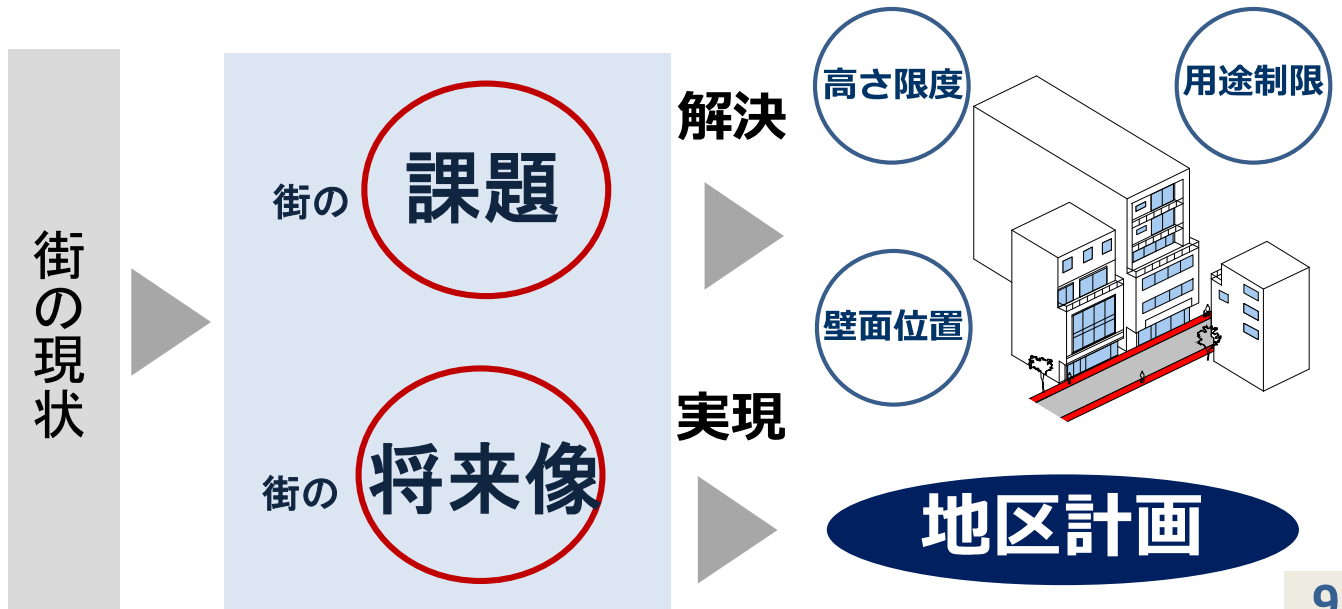 街の現状
街の 課題
街の 将来像
解決
実現
高さ限度
用途制限
壁面位置
地区計画
9